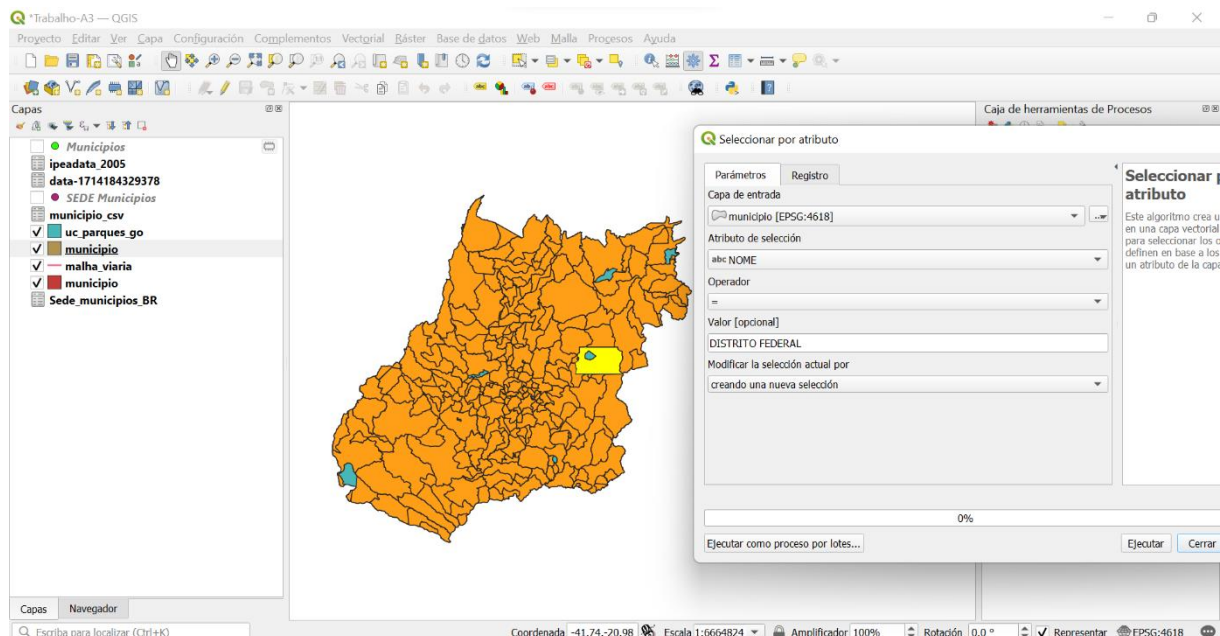 *Trabalho-A3 — QGIS
Proyecto Editar Ver Capa Configuración Complementos Vectorial Ráster Base de datos Web Malla Procesos Ayuda
Capas
Municipios
ipeadata_2005
data-1714184329378
SEDE Municipios
municipio_csv
uc_parques_go
municipio
malha_viaria
municipio
Sede_municipios_BR
Caja de herramientas de Procesos
Seleccionar por atributo
Parámetros Registro
Capa de entrada
municipio [EPSG:4618]
Atributo de selección
abc NOME
Operador
=
Valor [opcional]
DISTRITO FEDERAL
Modificar la selección actual por
creando una nueva selección
Seleccionar p
atributo
Este algoritmo crea u
en una capa vectorial
para seleccionar los o
definen en base a los
un atributo de la capa
0%
Ejecutar como proceso por lotes...
Ejecutar Cerrar
Capas Navegador
Escriba para localizar (Ctrl+K)
Coordenada -41.74,-20.98 Escala 1:6664824 Amplificador 100% Rotación 0.0 ° Representar EPSG:4618